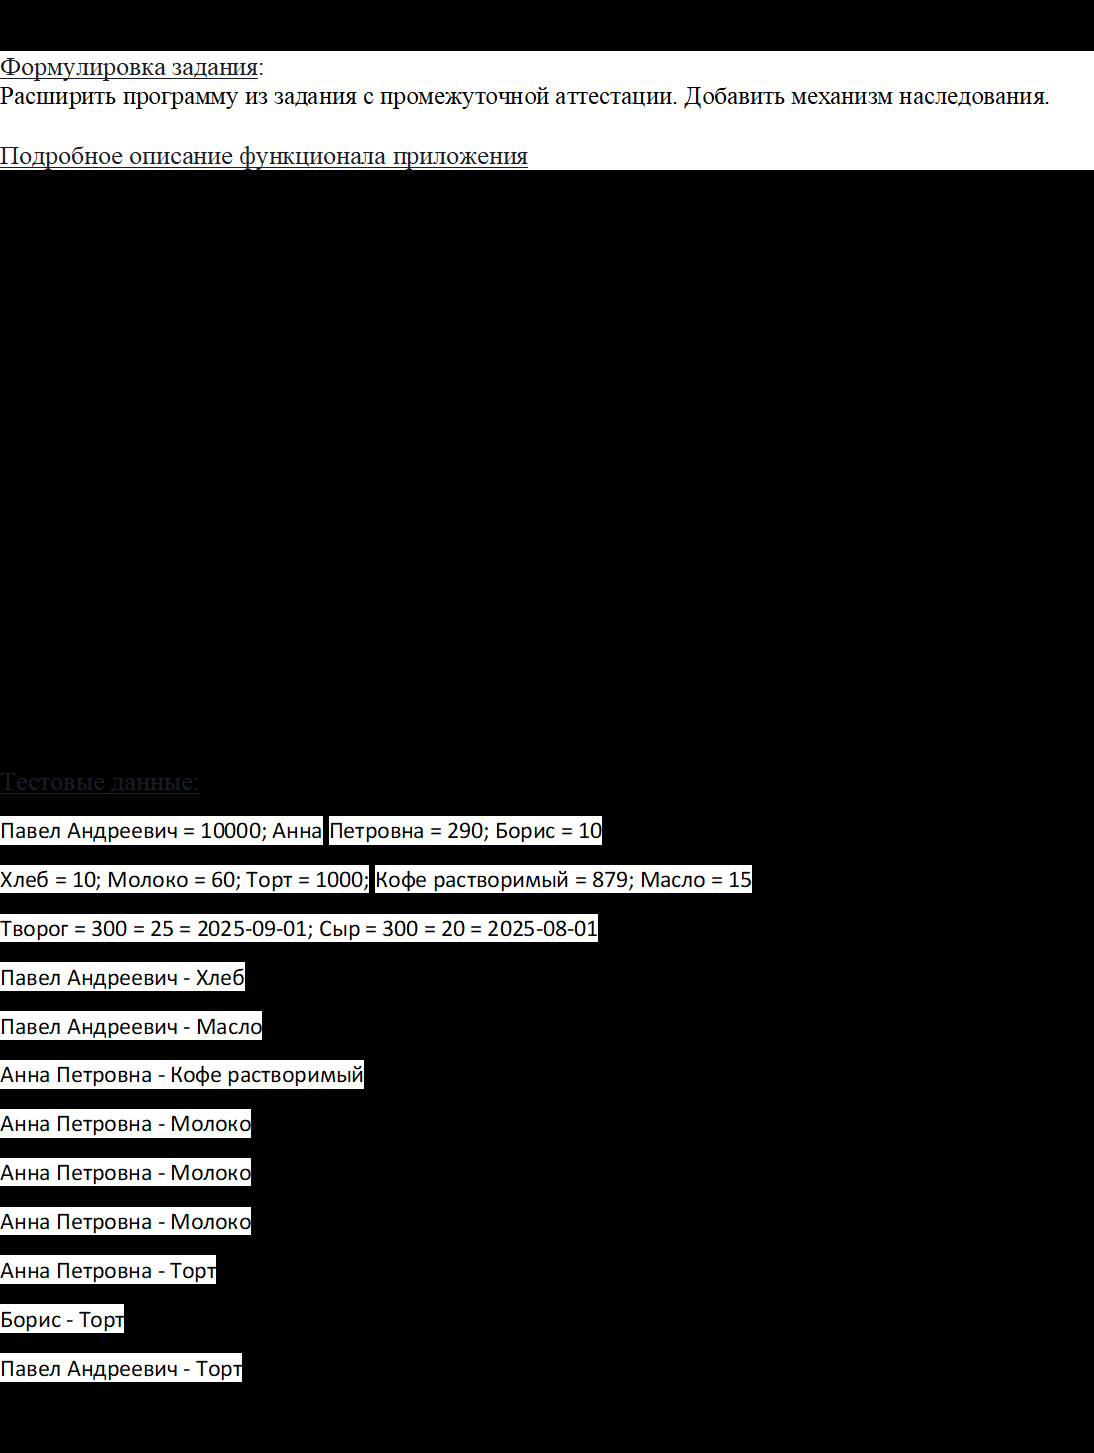 Формулировка задания:
Расширить программу из задания с промежуточной аттестации. Добавить механизм наследования.
Подробное описание функционала приложения
Тестовые данные:
Павел Андреевич = 10000; Анна Петровна = 290; Борис = 10
Хлеб = 10; Молоко = 60; Торт = 1000; Кофе растворимый = 879; Масло = 15
Творог = 300 = 25 = 2025-09-01; Сыр = 300 = 20 = 2025-08-01
Павел Андреевич - Хлеб
Павел Андреевич - Масло
Анна Петровна - Кофе растворимый
Анна Петровна - Молоко
Анна Петровна - Молоко
Анна Петровна - Молоко
Анна Петровна - Торт
Борис - Торт
Павел Андреевич - Торт